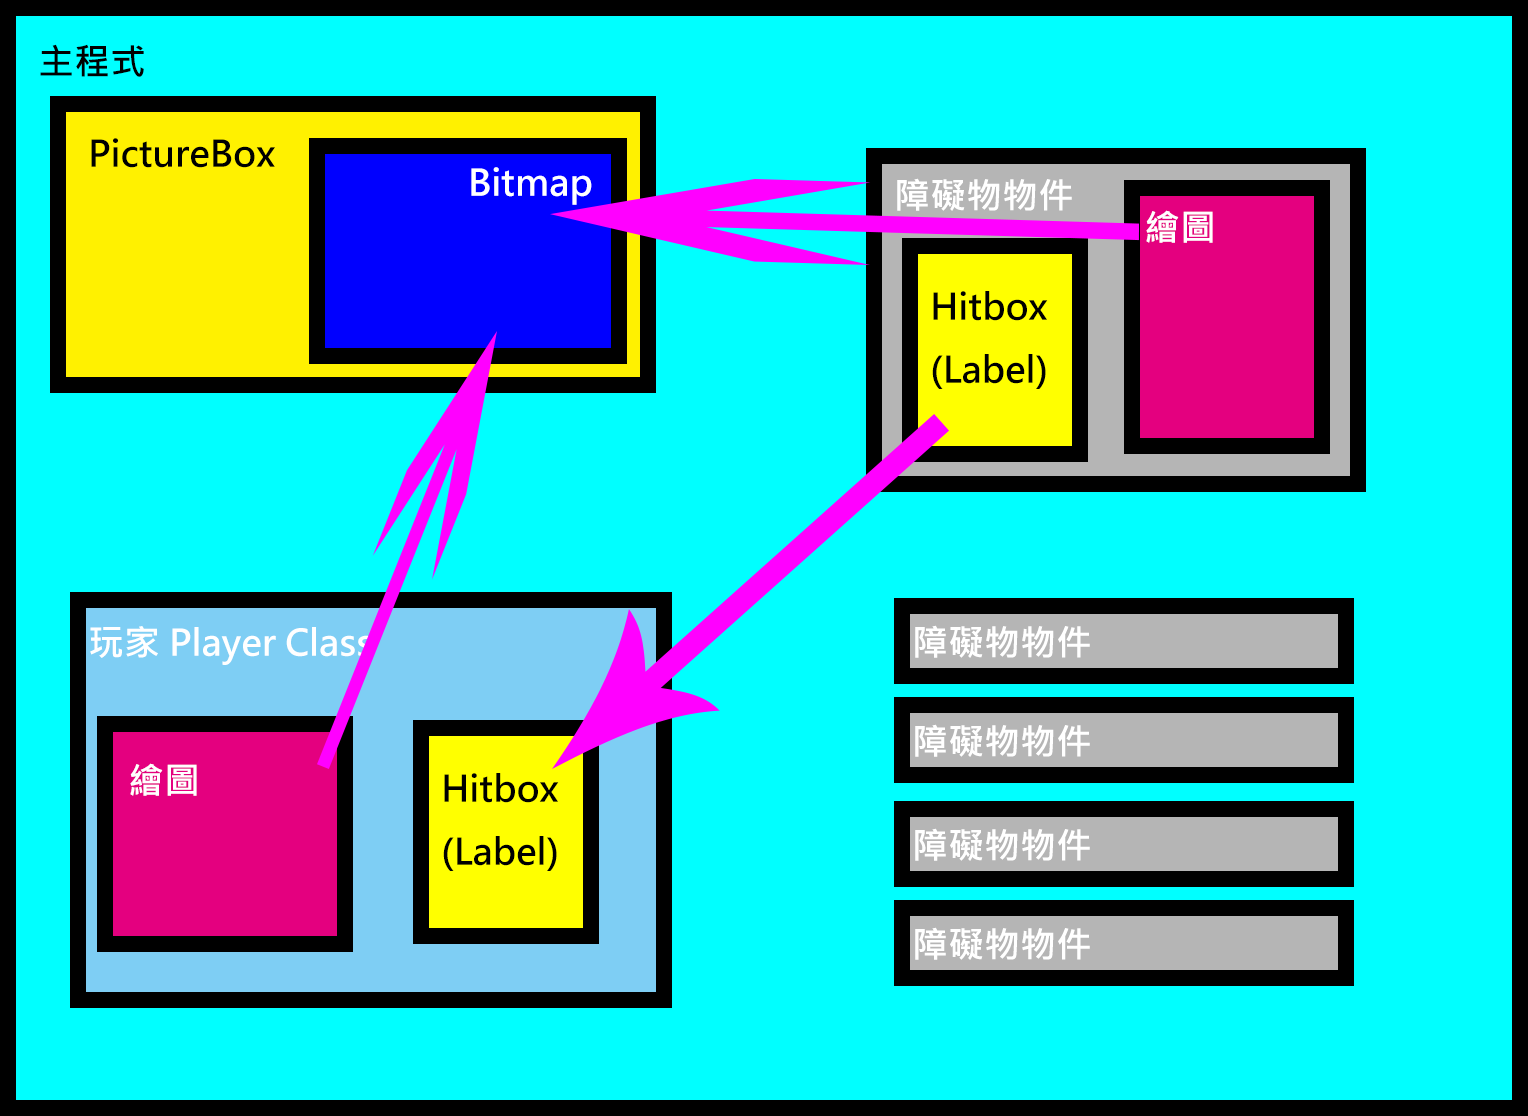 主程式
PictureBox
Bitmap
障礙物物件
繪圖
Hitbox
(Label)
玩家 Player Class
繪圖
Hitbox
(Label)
障礙物物件
障礙物物件
障礙物物件
障礙物物件